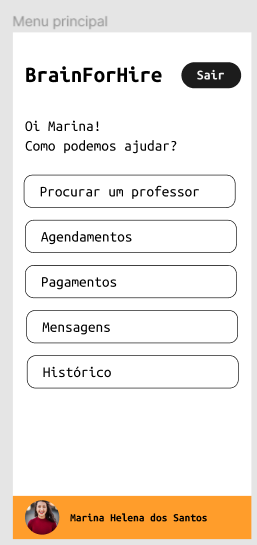 Menu principal
BrainForHire
Sair
Oi Marina!
Como podemos ajudar?
Procurar um professor
Agendamentos
Pagamentos
Mensagens
Histórico
Marina Helena dos Santos